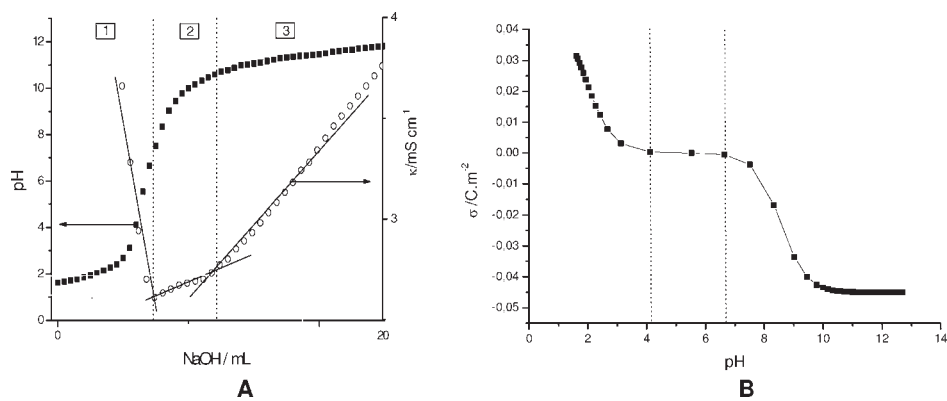 1 2 3
pH
12
10
8
6
4
2
0
0 20
NaOH / mL
4
3
κ/mS cm⁻¹
A
σ /C.m⁻²
0.04
0.03
0.02
0.01
0.00
-0.01
-0.02
-0.03
-0.04
-0.05
0 2 4 6 8 10 12 14
pH
B